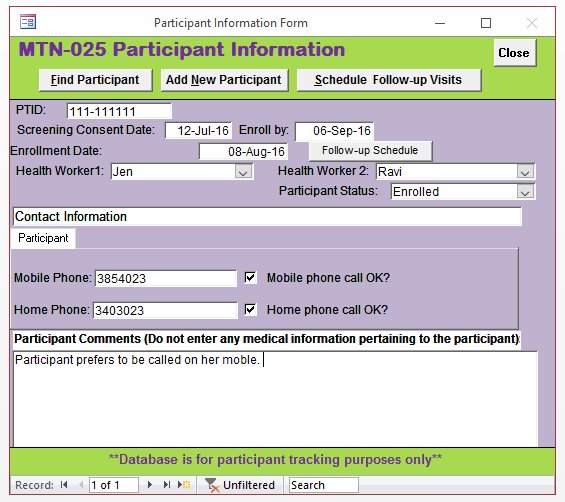 Participant Information Form
MTN-025 Participant Information
Close
Find Participant Add New Participant Schedule Follow-up Visits
PTID: 111-111111
Screening Consent Date: 12-Jul-16 Enroll by: 06-Sep-16
Enrollment Date: 08-Aug-16 Follow-up Schedule
Health Worker1: Jen Health Worker 2: Ravi
Participant Status: Enrolled
Contact Information
Participant
Mobile Phone: 3854023 Mobile phone call OK?
Home Phone: 3403023 Home phone call OK?
Participant Comments (Do not enter any medical information pertaining to the participant):
Participant prefers to be called on her moble.
**Database is for participant tracking purposes only**
Record: 1 of 1 Unfiltered Search